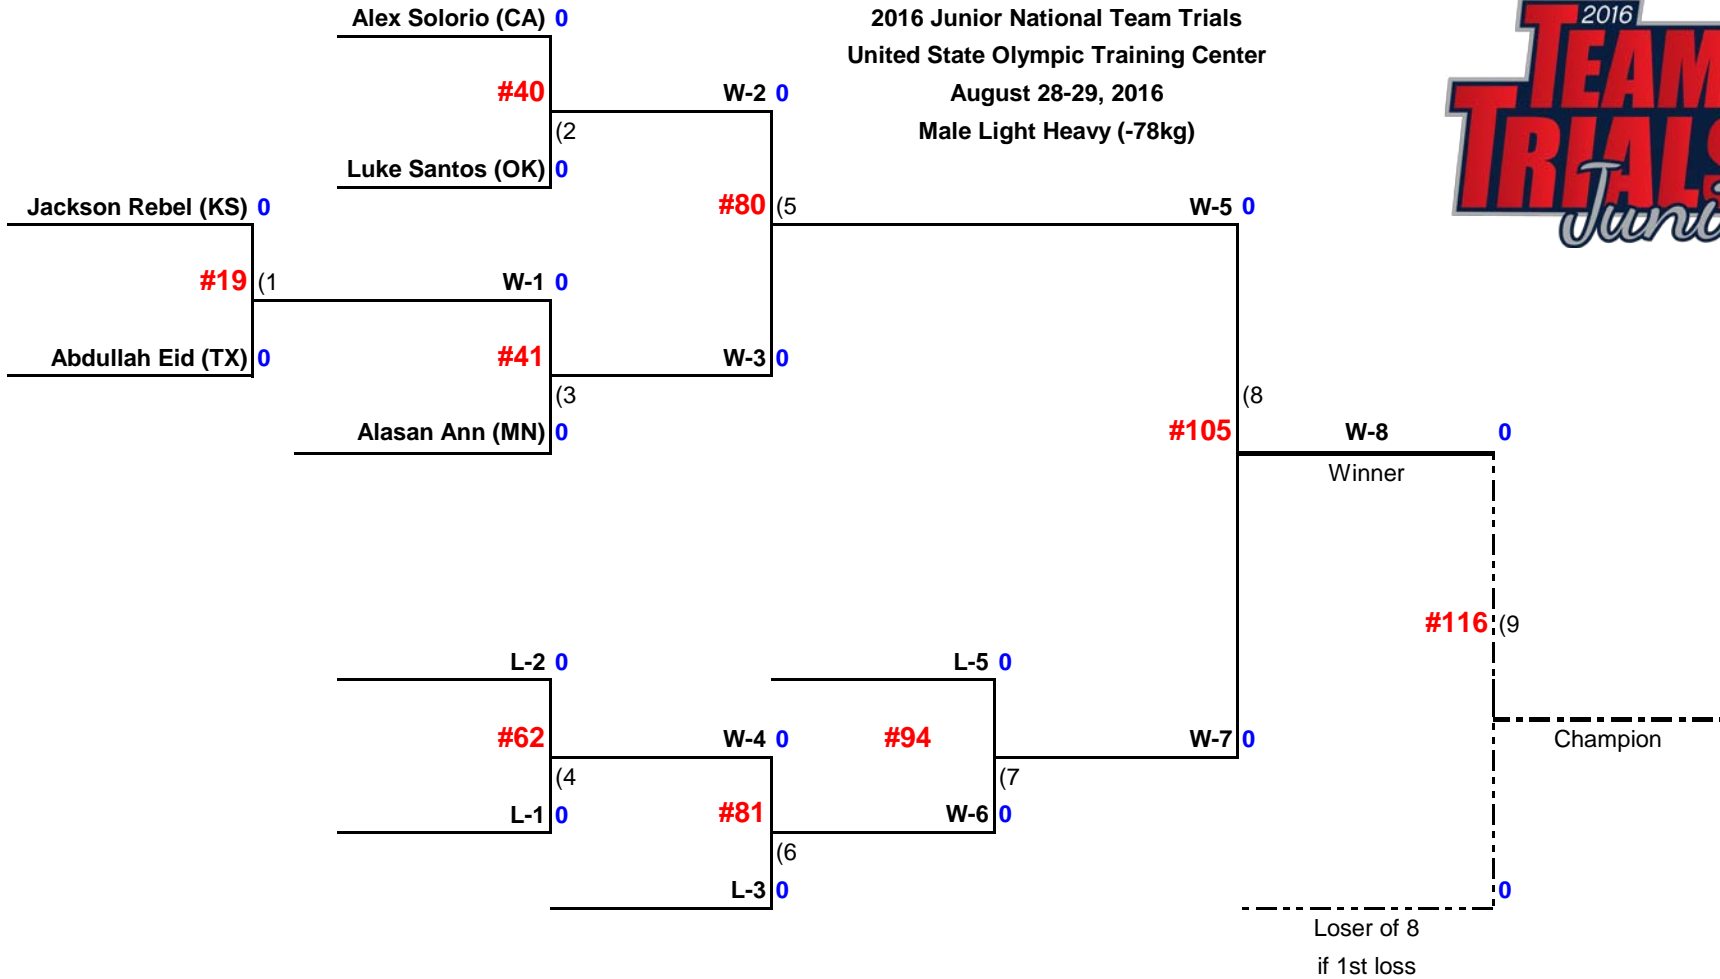 Alex Solorio (CA) 0
2016 Junior National Team Trials
2016
United State Olympic Training Center
TEAM
#40
W-2 0
August 28-29, 2016
(2
Male Light Heavy (-78kg)
TRIALS
Luke Santos (OK) 0
Jackson Rebel (KS) 0
#80 (5
W-5 0
#19 (1
W-1 0
Abdullah Eid (TX) 0
#41
W-3 0
(3
(8
Alasan Ann (MN) 0
#105
W-8 0
Winner
#116 (9
L-2 0
L-5 0
#62
W-4 0
#94
W-7 0
Champion
(4
(7
L-1 0
#81
W-6 0
(6
L-3 0
0
Loser of 8
if 1st loss